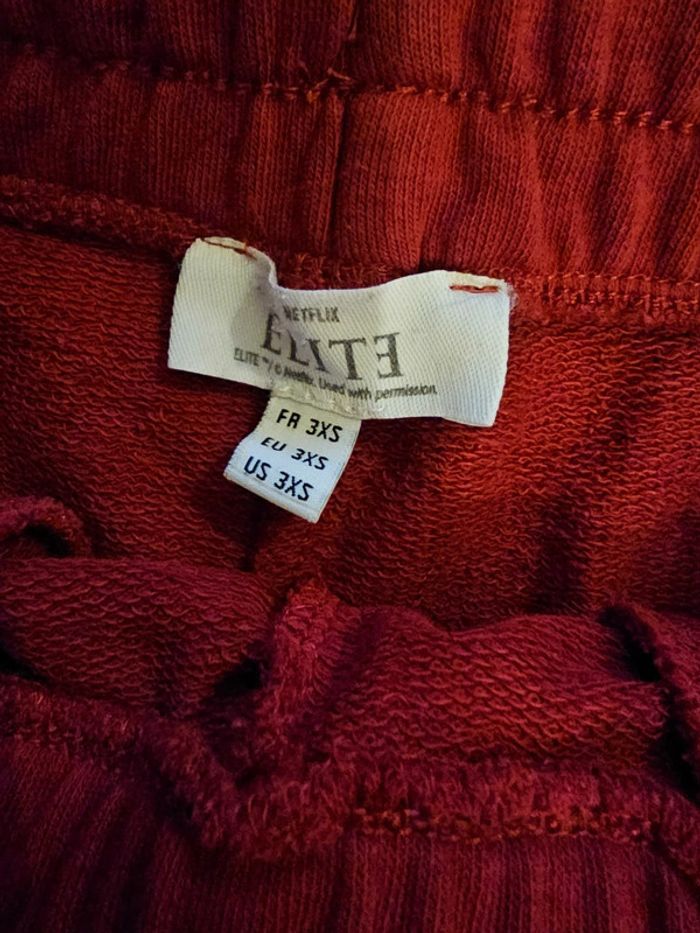 NETFLIX
ELITE
ELITE ™/© Netflix. Used with permission.
FR 3XS
EU 3XS
US 3XS